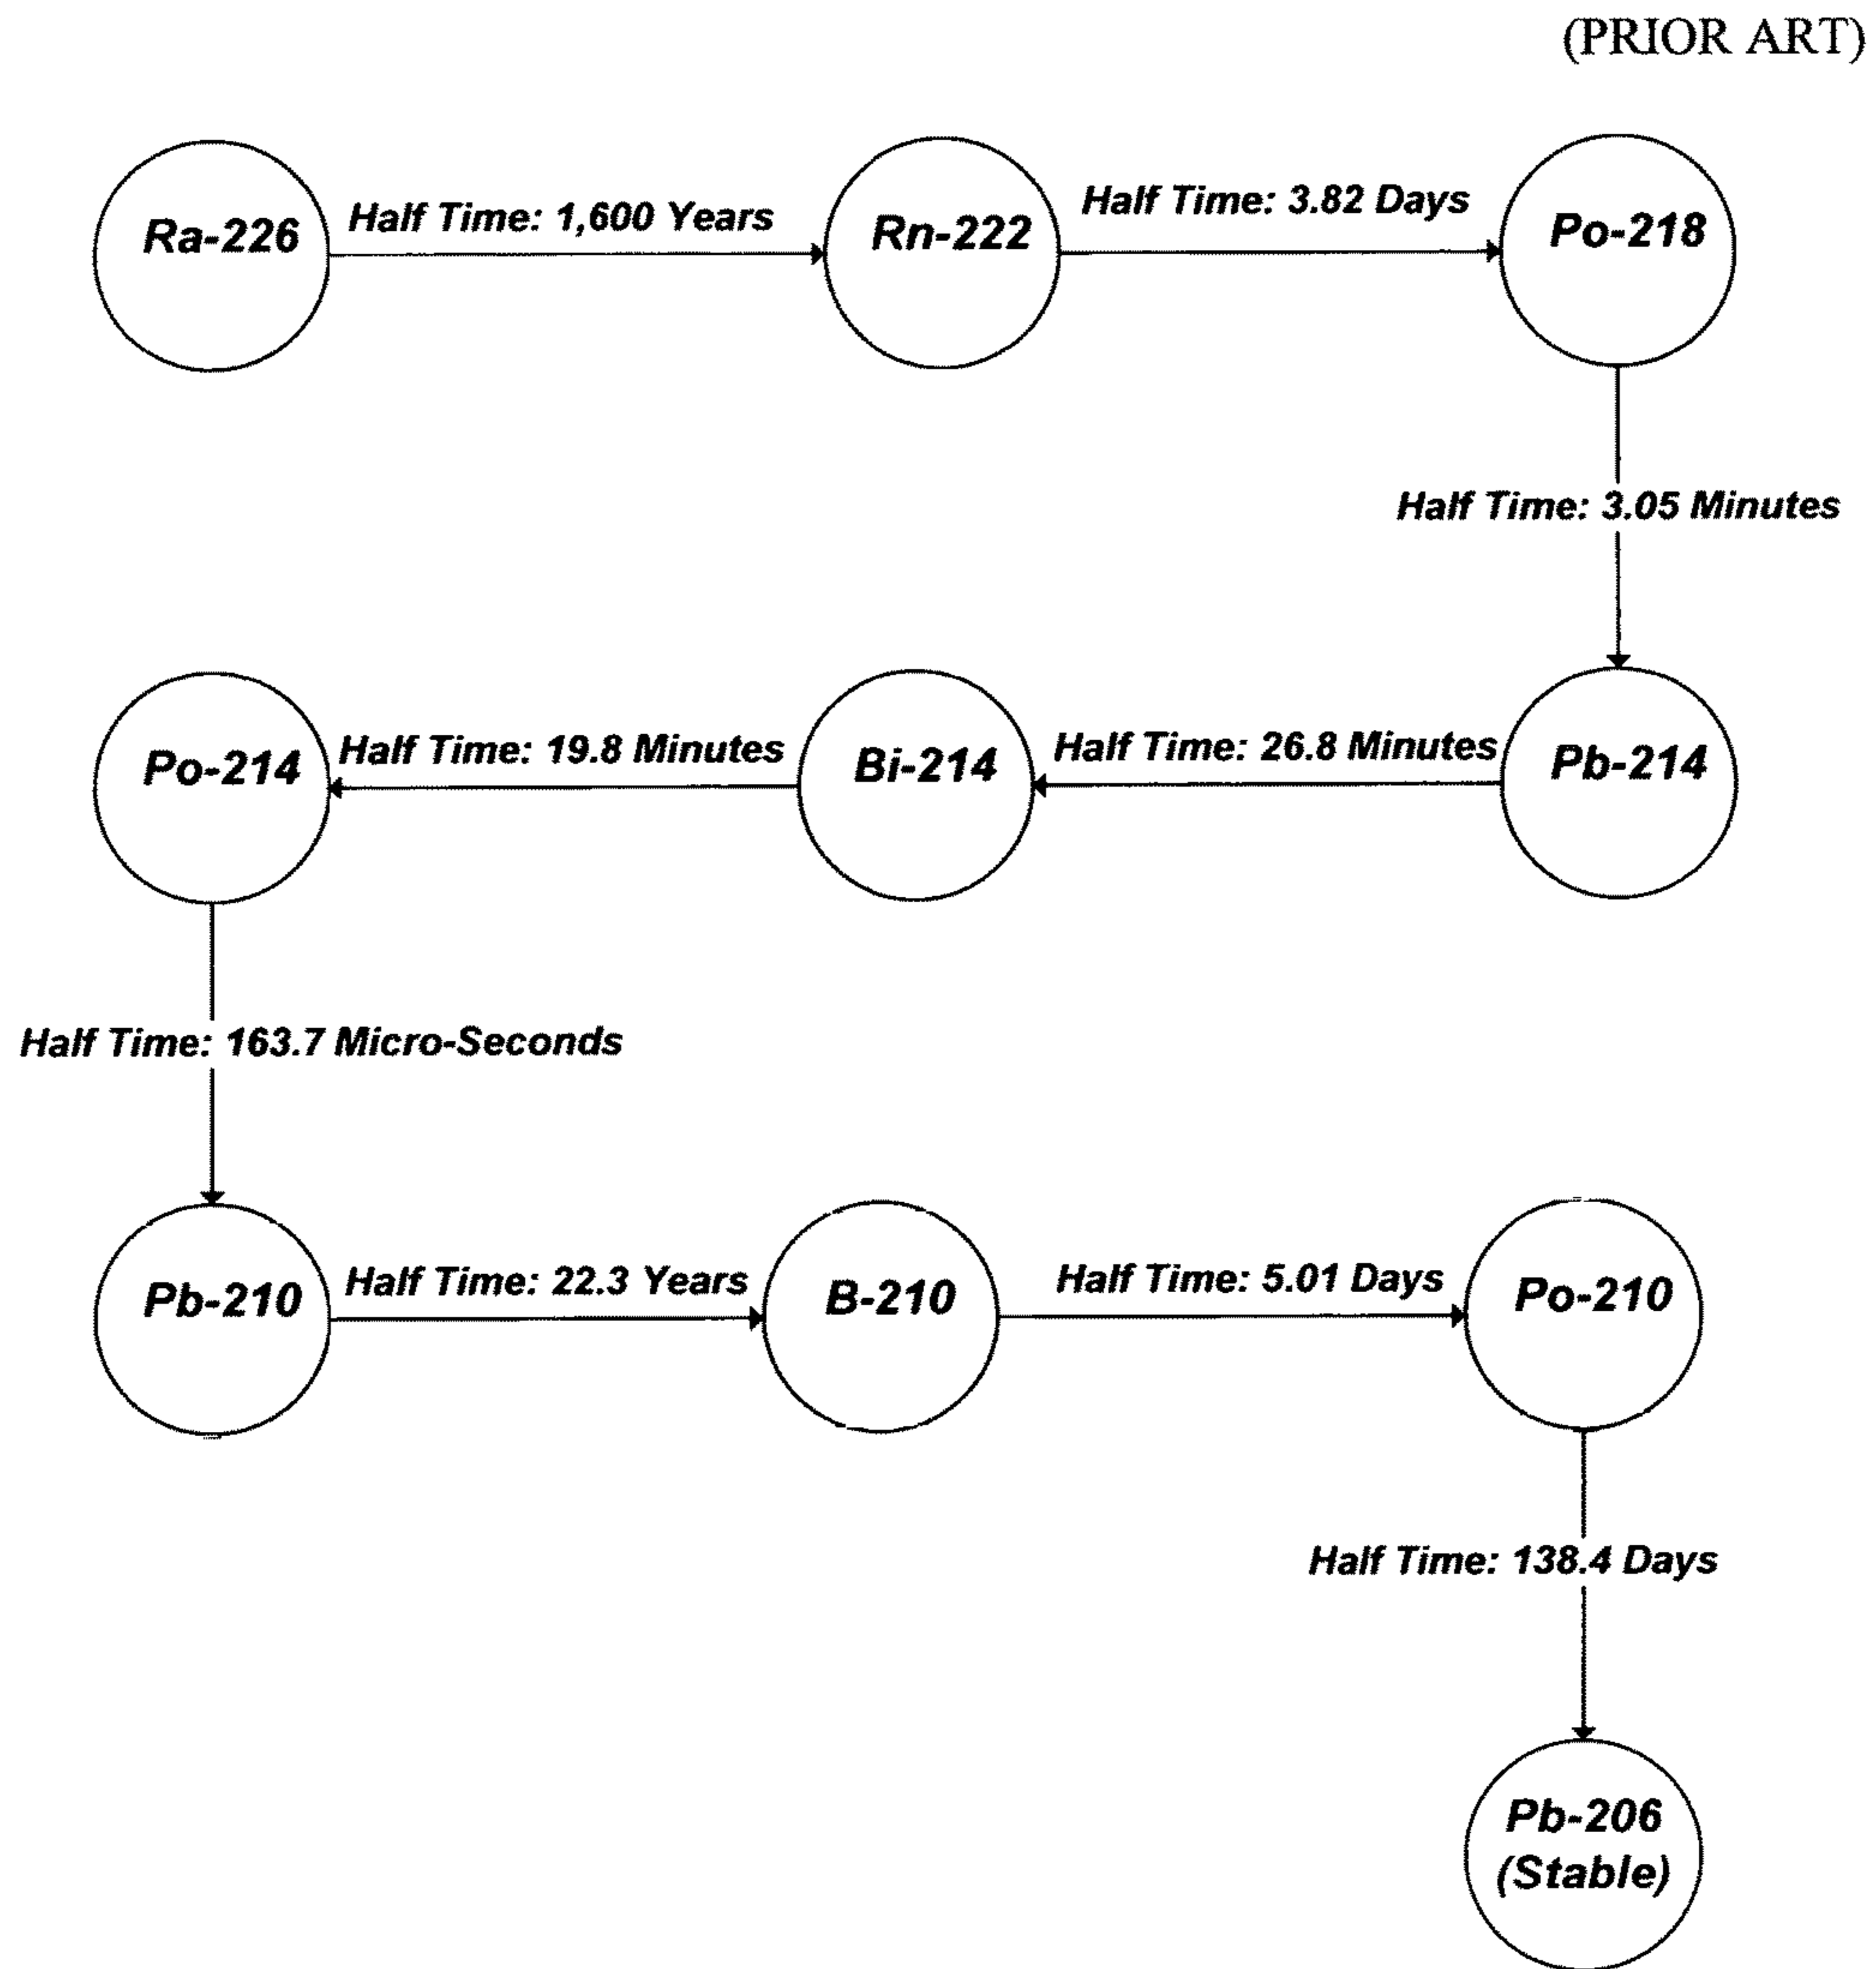 (PRIOR ART)
Ra-226
Half Time: 1,600 Years
Rn-222
Half Time: 3.82 Days
Po-218
Half Time: 3.05 Minutes
Pb-214
Half Time: 26.8 Minutes
Bi-214
Half Time: 19.8 Minutes
Po-214
Half Time: 163.7 Micro-Seconds
Pb-210
Half Time: 22.3 Years
B-210
Half Time: 5.01 Days
Po-210
Half Time: 138.4 Days
Pb-206
(Stable)